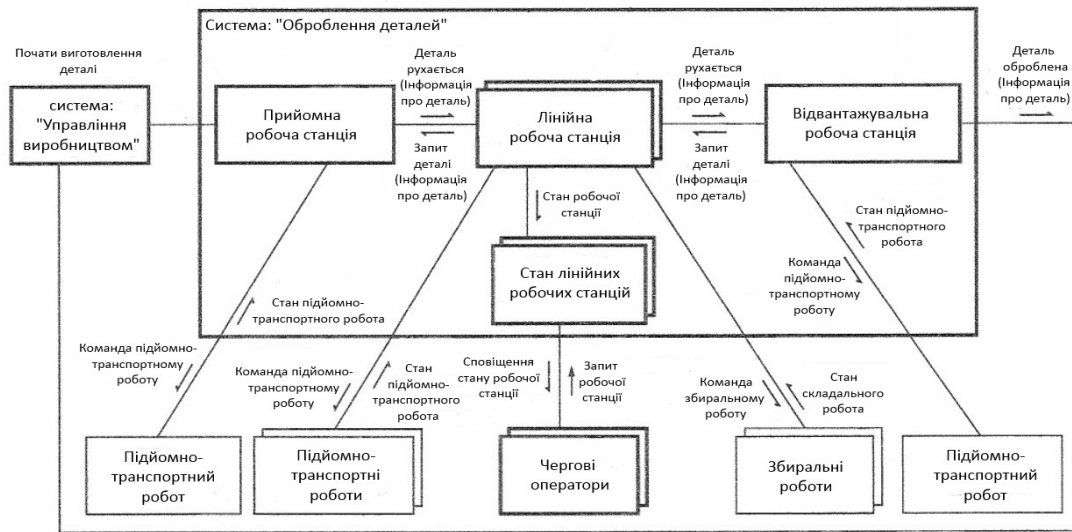 Система: "Оброблення деталей"
Почати виготовлення
деталі
система:
"Управління
виробництвом"
Прийомна
робоча станція
Деталь
рухається
(Інформація
про деталь)
Запит
деталі
(Інформація
про деталь)
Лінійна
робоча станція
Деталь
рухається
(Інформація
про деталь)
Запит
деталі
(Інформація
про деталь)
Відвантажувальна
робоча станція
Деталь
оброблена
(Інформація
про деталь)
Стан робочої
станції
Стан лінійних
робочих станцій
Стан підйомно-
транспортного
робота
Команда
підйомно-
транспортному
роботу
Стан підйомно-
транспортного робота
Команда підйомно-
транспортному
роботу
Команда підйомно-
транспортному
роботу
Стан
підйомно-
транспортного
робота
Сповіщення
стану робочої
станції
Запит
робочої
станції
Команда
збиральному
роботу
Стан
складального
робота
Підйомно-
транспортний
робот
Підйомно-
транспортні
роботи
Чергові
оператори
Збиральні
роботи
Підйомно-
транспортний
робот